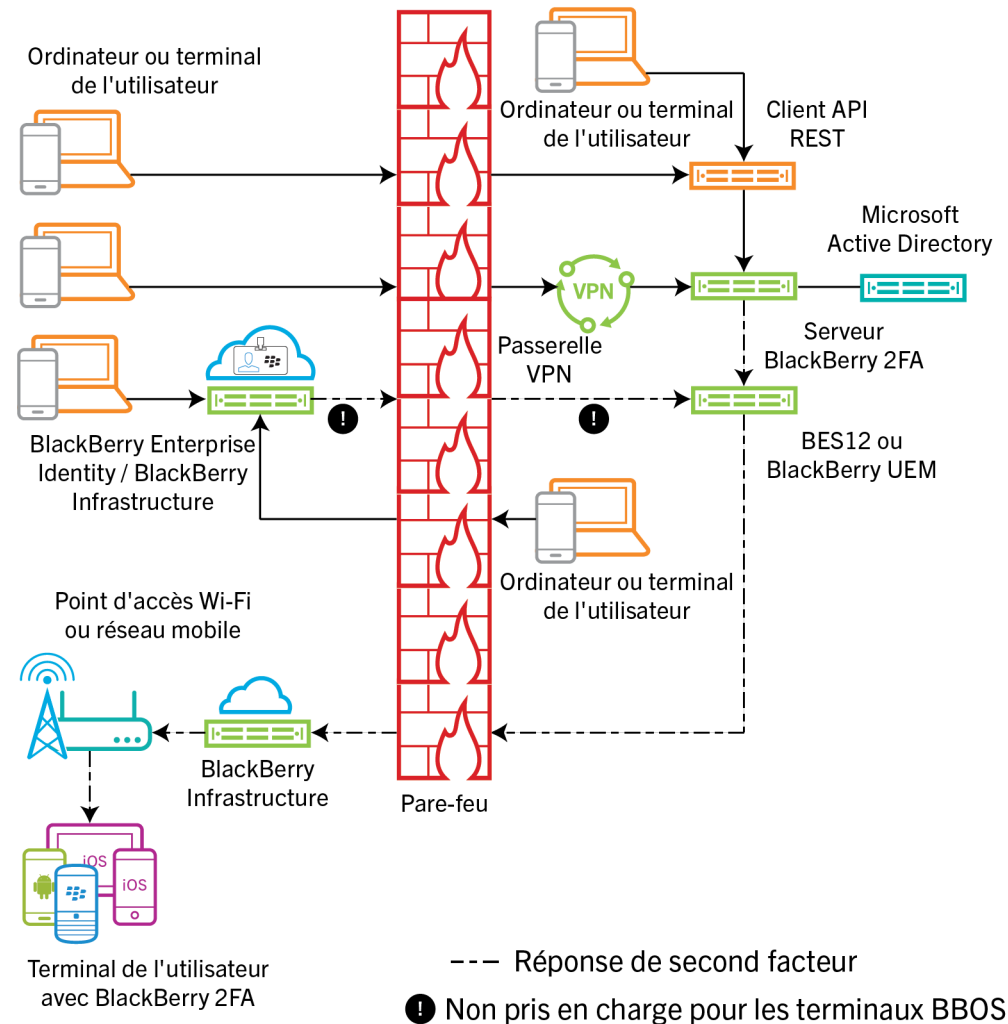 Ordinateur ou terminal
de l'utilisateur
Ordinateur ou terminal
de l'utilisateur
Client API
REST
Microsoft
Active Directory
VPN
Passerelle
VPN
Serveur
BlackBerry 2FA
BlackBerry Enterprise
Identity / BlackBerry
Infrastructure
!
!
BES12 ou
BlackBerry UEM
Ordinateur ou terminal
de l'utilisateur
Point d'accès Wi-Fi
ou réseau mobile
BlackBerry
Infrastructure
Pare-feu
iOS
iOS
Terminal de l'utilisateur
avec BlackBerry 2FA
Réponse de second facteur
! Non pris en charge pour les terminaux BBOS